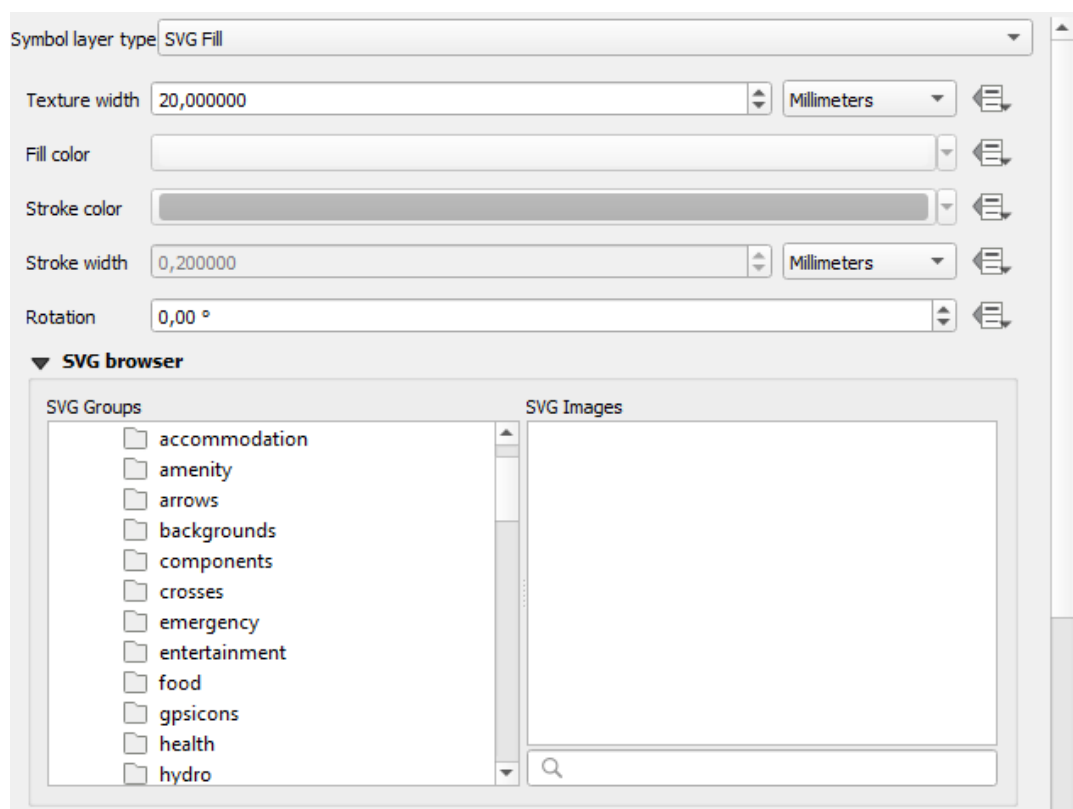 Symbol layer type SVG Fill
Texture width 20,000000 Millimeters
Fill color
Stroke color
Stroke width 0,200000 Millimeters
Rotation 0,00 °
SVG browser
SVG Groups SVG Images
accommodation
amenity
arrows
backgrounds
components
crosses
emergency
entertainment
food
gpsicons
health
hydro